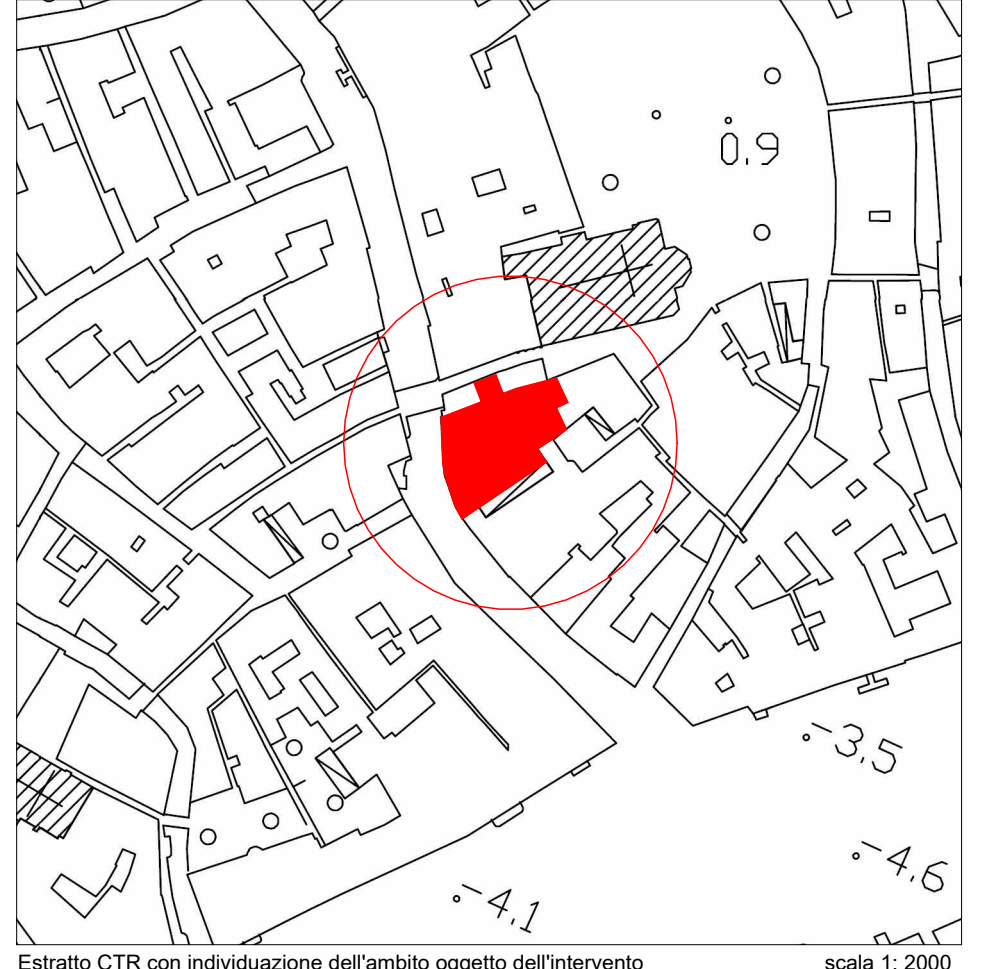 0.9
-3.5
-4.6
-4.1
Estratto CTR con individuazione dell'ambito oggetto dell'intervento scala 1: 2000